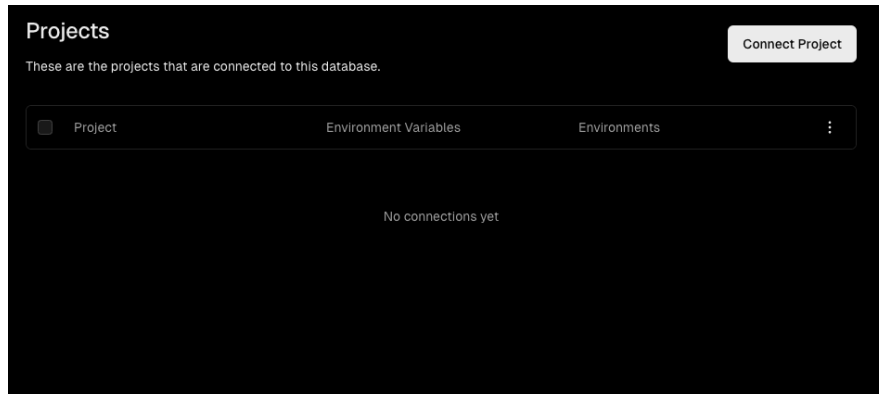 Projects
Connect Project
These are the projects that are connected to this database.
Project Environment Variables Environments
No connections yet